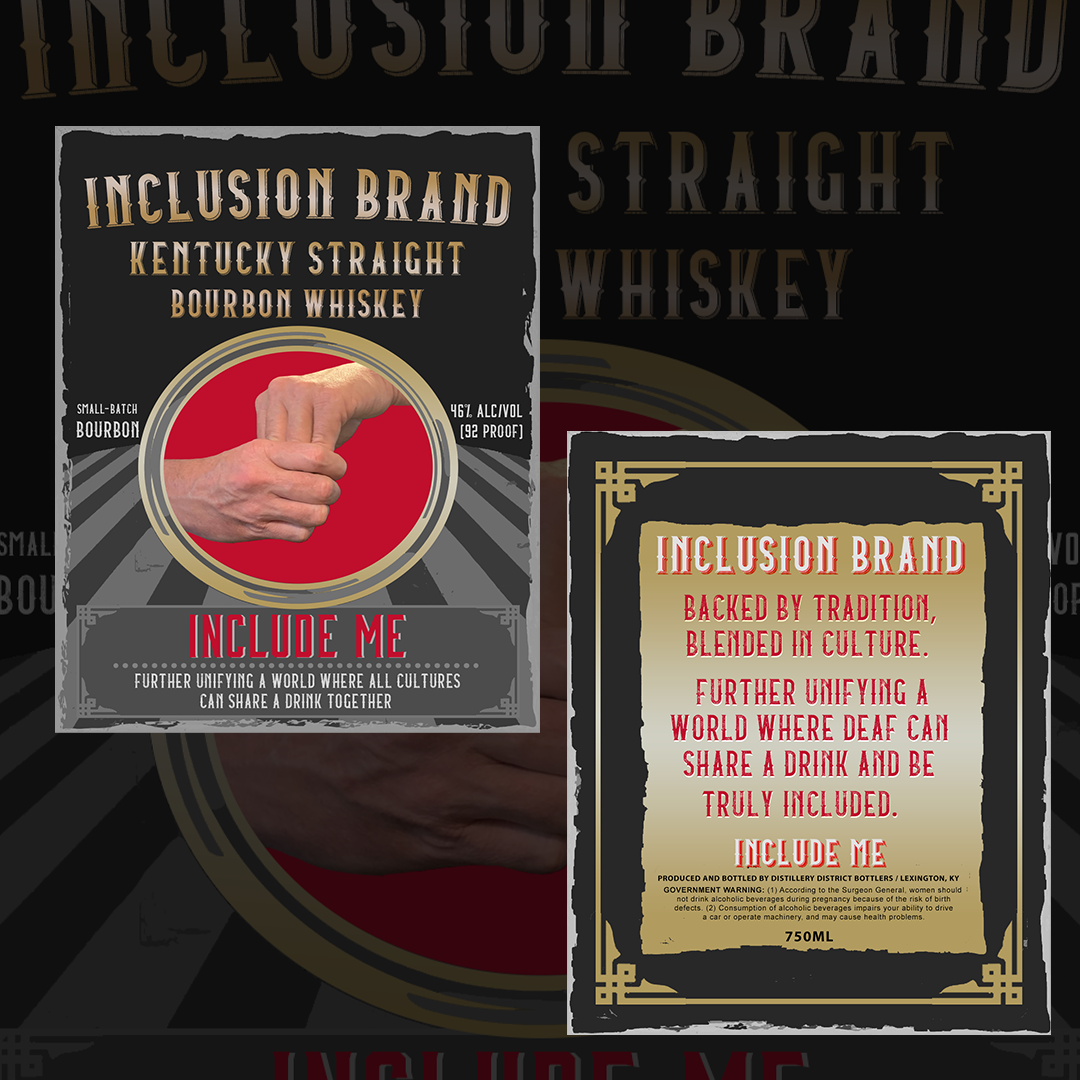 INCLUSION BRAND
STRAIGHT
WHISKEY
INCLUSION BRAND
KENTUCKY STRAIGHT
BOURBON WHISKEY
SMALL-BATCH
BOURBON
46% ALC/VOL
(92 PROOF)
INCLUDE ME
FURTHER UNIFYING A WORLD WHERE ALL CULTURES
CAN SHARE A DRINK TOGETHER
INCLUSION BRAND
BACKED BY TRADITION,
BLENDED IN CULTURE.
FURTHER UNIFYING A
WORLD WHERE DEAF CAN
SHARE A DRINK AND BE
TRULY INCLUDED.
INCLUDE ME
PRODUCED AND BOTTLED BY DISTILLERY DISTRICT BOTTLERS / LEXINGTON, KY
GOVERNMENT WARNING: (1) According to the Surgeon General, women should
not drink alcoholic beverages during pregnancy because of the risk of birth
defects. (2) Consumption of alcoholic beverages impairs your ability to drive
a car or operate machinery, and may cause health problems.
750ML
INCLUDE ME